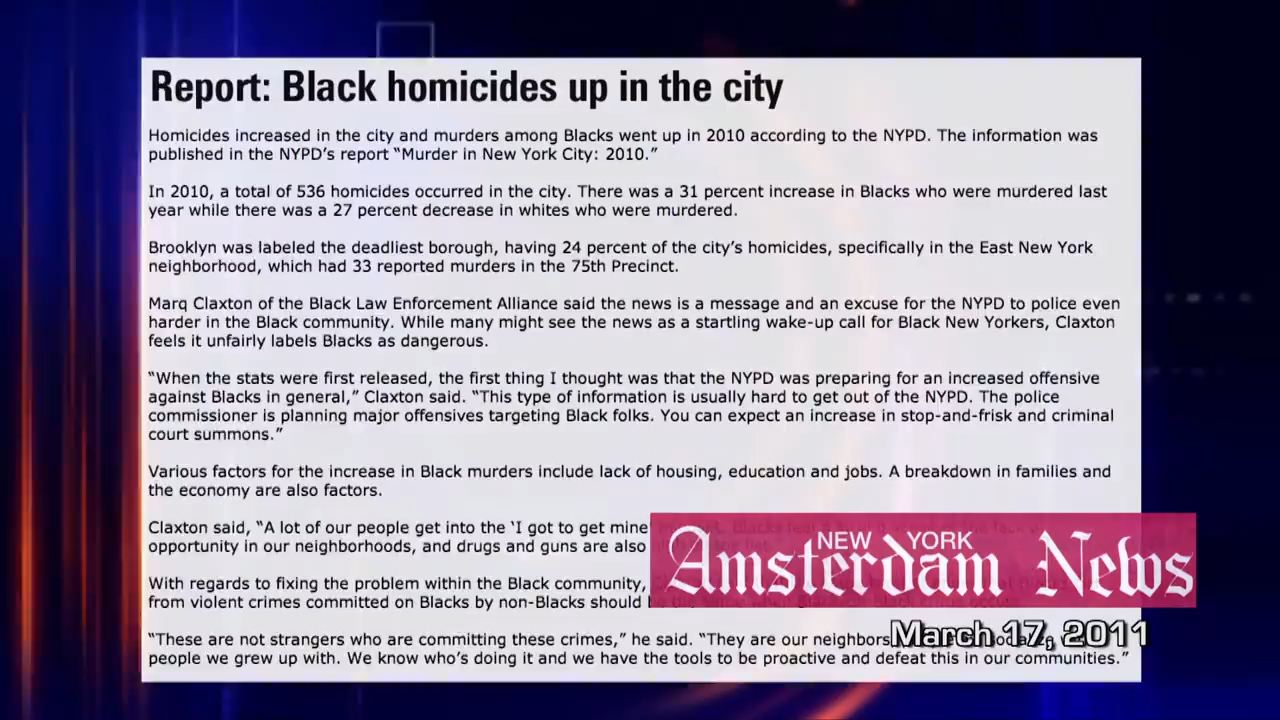 Report: Black homicides up in the city
Homicides increased in the city and murders among Blacks went up in 2010 according to the NYPD. The information was
published in the NYPD’s report “Murder in New York City: 2010.”
In 2010, a total of 536 homicides occurred in the city. There was a 31 percent increase in Blacks who were murdered last
year while there was a 27 percent decrease in whites who were murdered.
Brooklyn was labeled the deadliest borough, having 24 percent of the city’s homicides, specifically in the East New York
neighborhood, which had 33 reported murders in the 75th Precinct.
Marq Claxton of the Black Law Enforcement Alliance said the news is a message and an excuse for the NYPD to police even
harder in the Black community. While many might see the news as a startling wake-up call for Black New Yorkers, Claxton
feels it unfairly labels Blacks as dangerous.
“When the stats were first released, the first thing I thought was that the NYPD was preparing for an increased offensive
against Blacks in general,” Claxton said. “This type of information is usually hard to get out of the NYPD. The police
commissioner is planning major offensives targeting Black folks. You can expect an increase in stop-and-frisk and criminal
court summons.”
Various factors for the increase in Black murders include lack of housing, education and jobs. A breakdown in families and
the economy are also factors.
Claxton said, “A lot of our people get into the ‘I got to get mine’
opportunity in our neighborhoods, and drugs and guns are also
With regards to fixing the problem within the Black community,
from violent crimes committed on Blacks by non-Blacks should
“These are not strangers who are committing these crimes,” he said. “They are our neighbors
people we grew up with. We know who’s doing it and we have the tools to be proactive and defeat this in our communities.”
NEW YORK
Amsterdam News
March 17, 2011